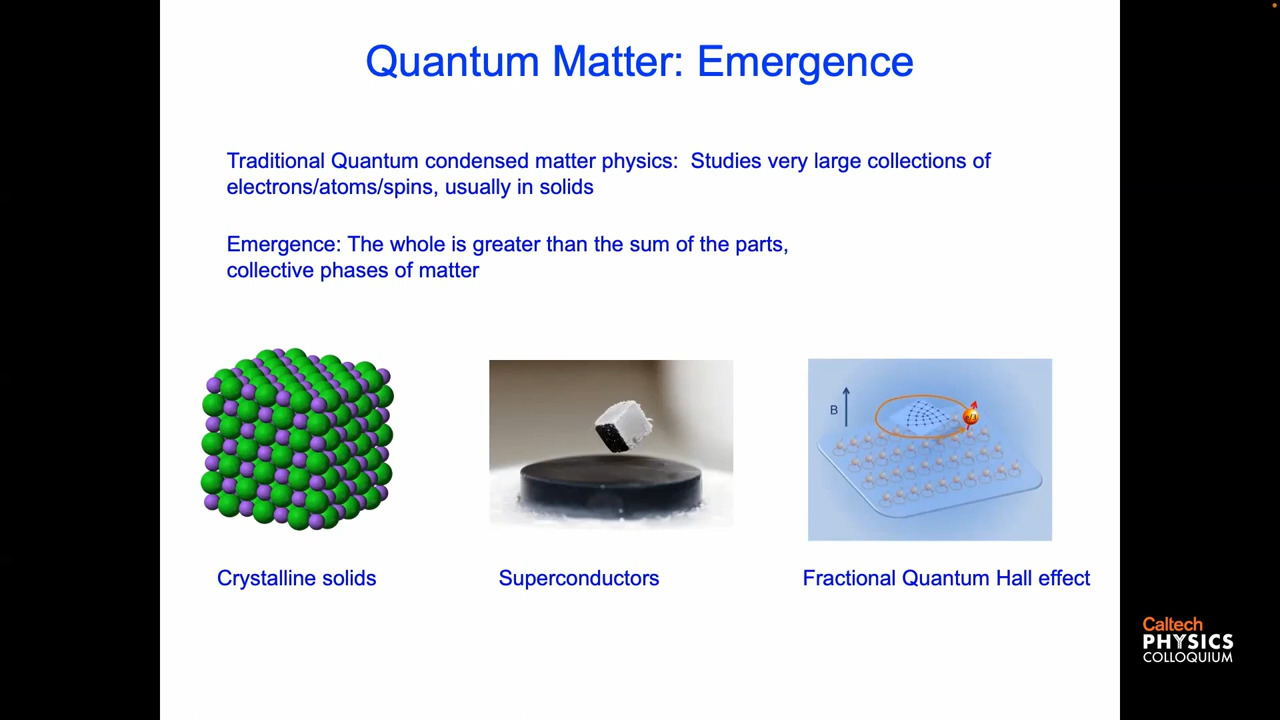 Quantum Matter: Emergence
Traditional Quantum condensed matter physics: Studies very large collections of
electrons/atoms/spins, usually in solids
Emergence: The whole is greater than the sum of the parts,
collective phases of matter
B
e/3
Crystalline solids
Superconductors
Fractional Quantum Hall effect
Caltech
PHYSICS
COLLOQUIUM